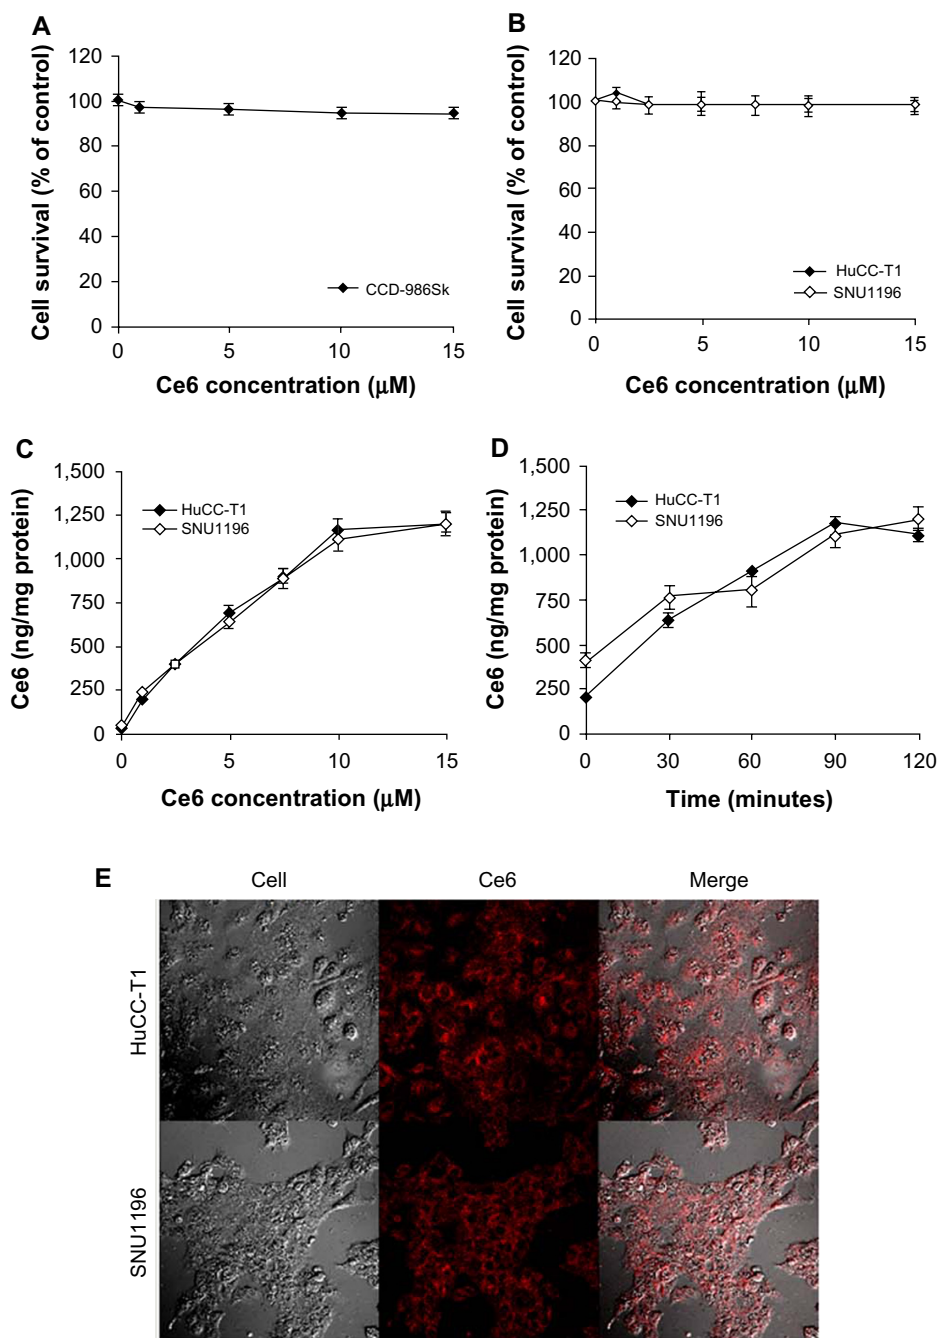 A
Cell survival (% of control)
120
100
80
60
40
20
0
CCD-986Sk
0 5 10 15
Ce6 concentration (µM)
B
Cell survival (% of control)
120
100
80
60
40
20
0
HuCC-T1
SNU1196
0 5 10 15
Ce6 concentration (µM)
C
Ce6 (ng/mg protein)
1,500
1,250
1,000
750
500
250
0
HuCC-T1
SNU1196
0 5 10 15
Ce6 concentration (µM)
D
Ce6 (ng/mg protein)
1,500
1,250
1,000
750
500
250
0
HuCC-T1
SNU1196
0 30 60 90 120
Time (minutes)
E
Cell Ce6 Merge
HuCC-T1
SNU1196